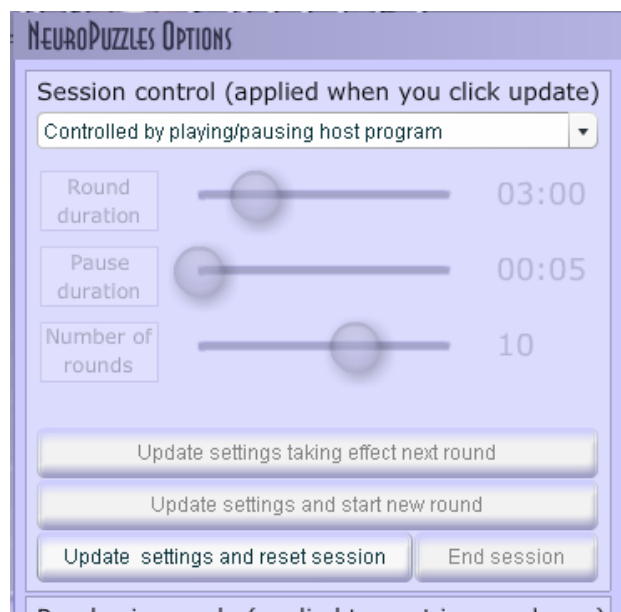 NeuroPuzzles Options
Session control (applied when you click update)
Controlled by playing/pausing host program
Round
duration
03:00
Pause
duration
00:05
Number of
rounds
10
Update settings taking effect next round
Update settings and start new round
Update settings and reset session
End session